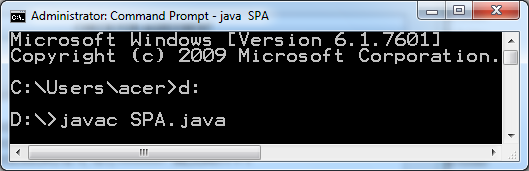 Administrator: Command Prompt - java  SPA
Microsoft Windows [Version 6.1.7601]
Copyright (c) 2009 Microsoft Corporation.
C:\Users\acer>d:
D:\>javac SPA.java